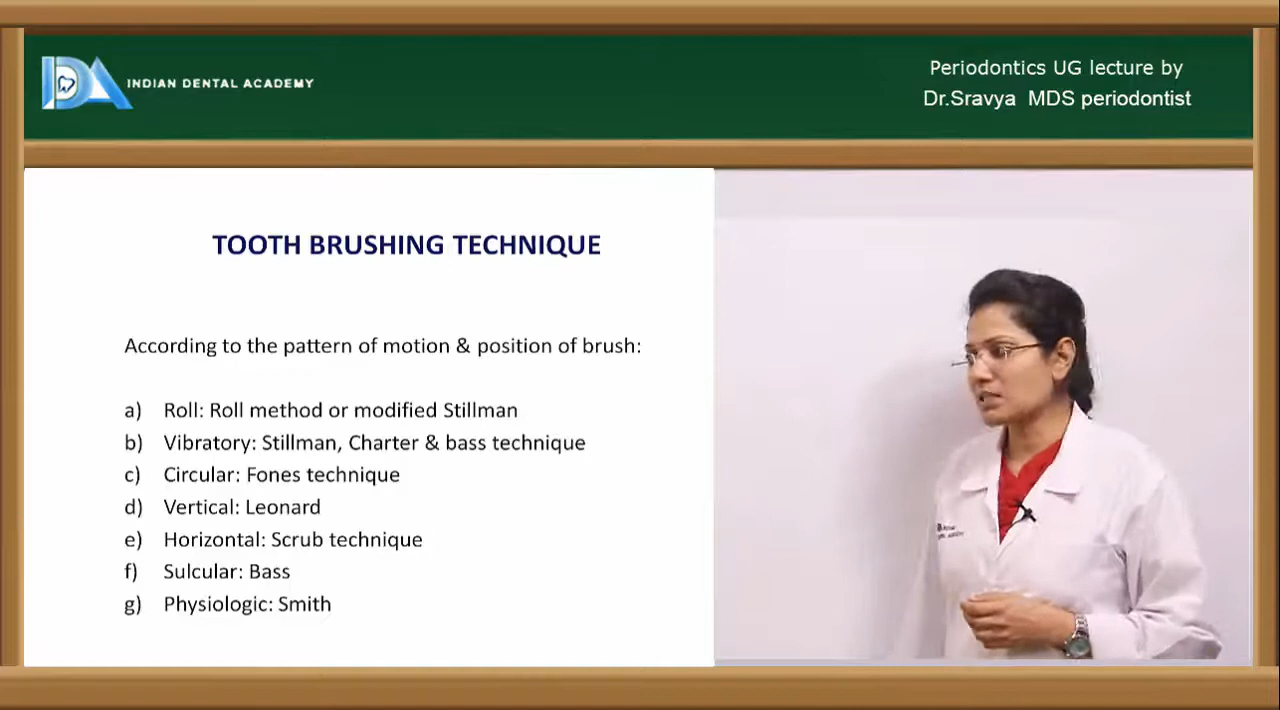 INDIAN DENTAL ACADEMY
Periodontics UG lecture by
Dr.Sravya MDS periodontist
TOOTH BRUSHING TECHNIQUE
According to the pattern of motion & position of brush:
a) Roll: Roll method or modified Stillman
b) Vibratory: Stillman, Charter & bass technique
c) Circular: Fones technique
d) Vertical: Leonard
e) Horizontal: Scrub technique
f) Sulcular: Bass
g) Physiologic: Smith